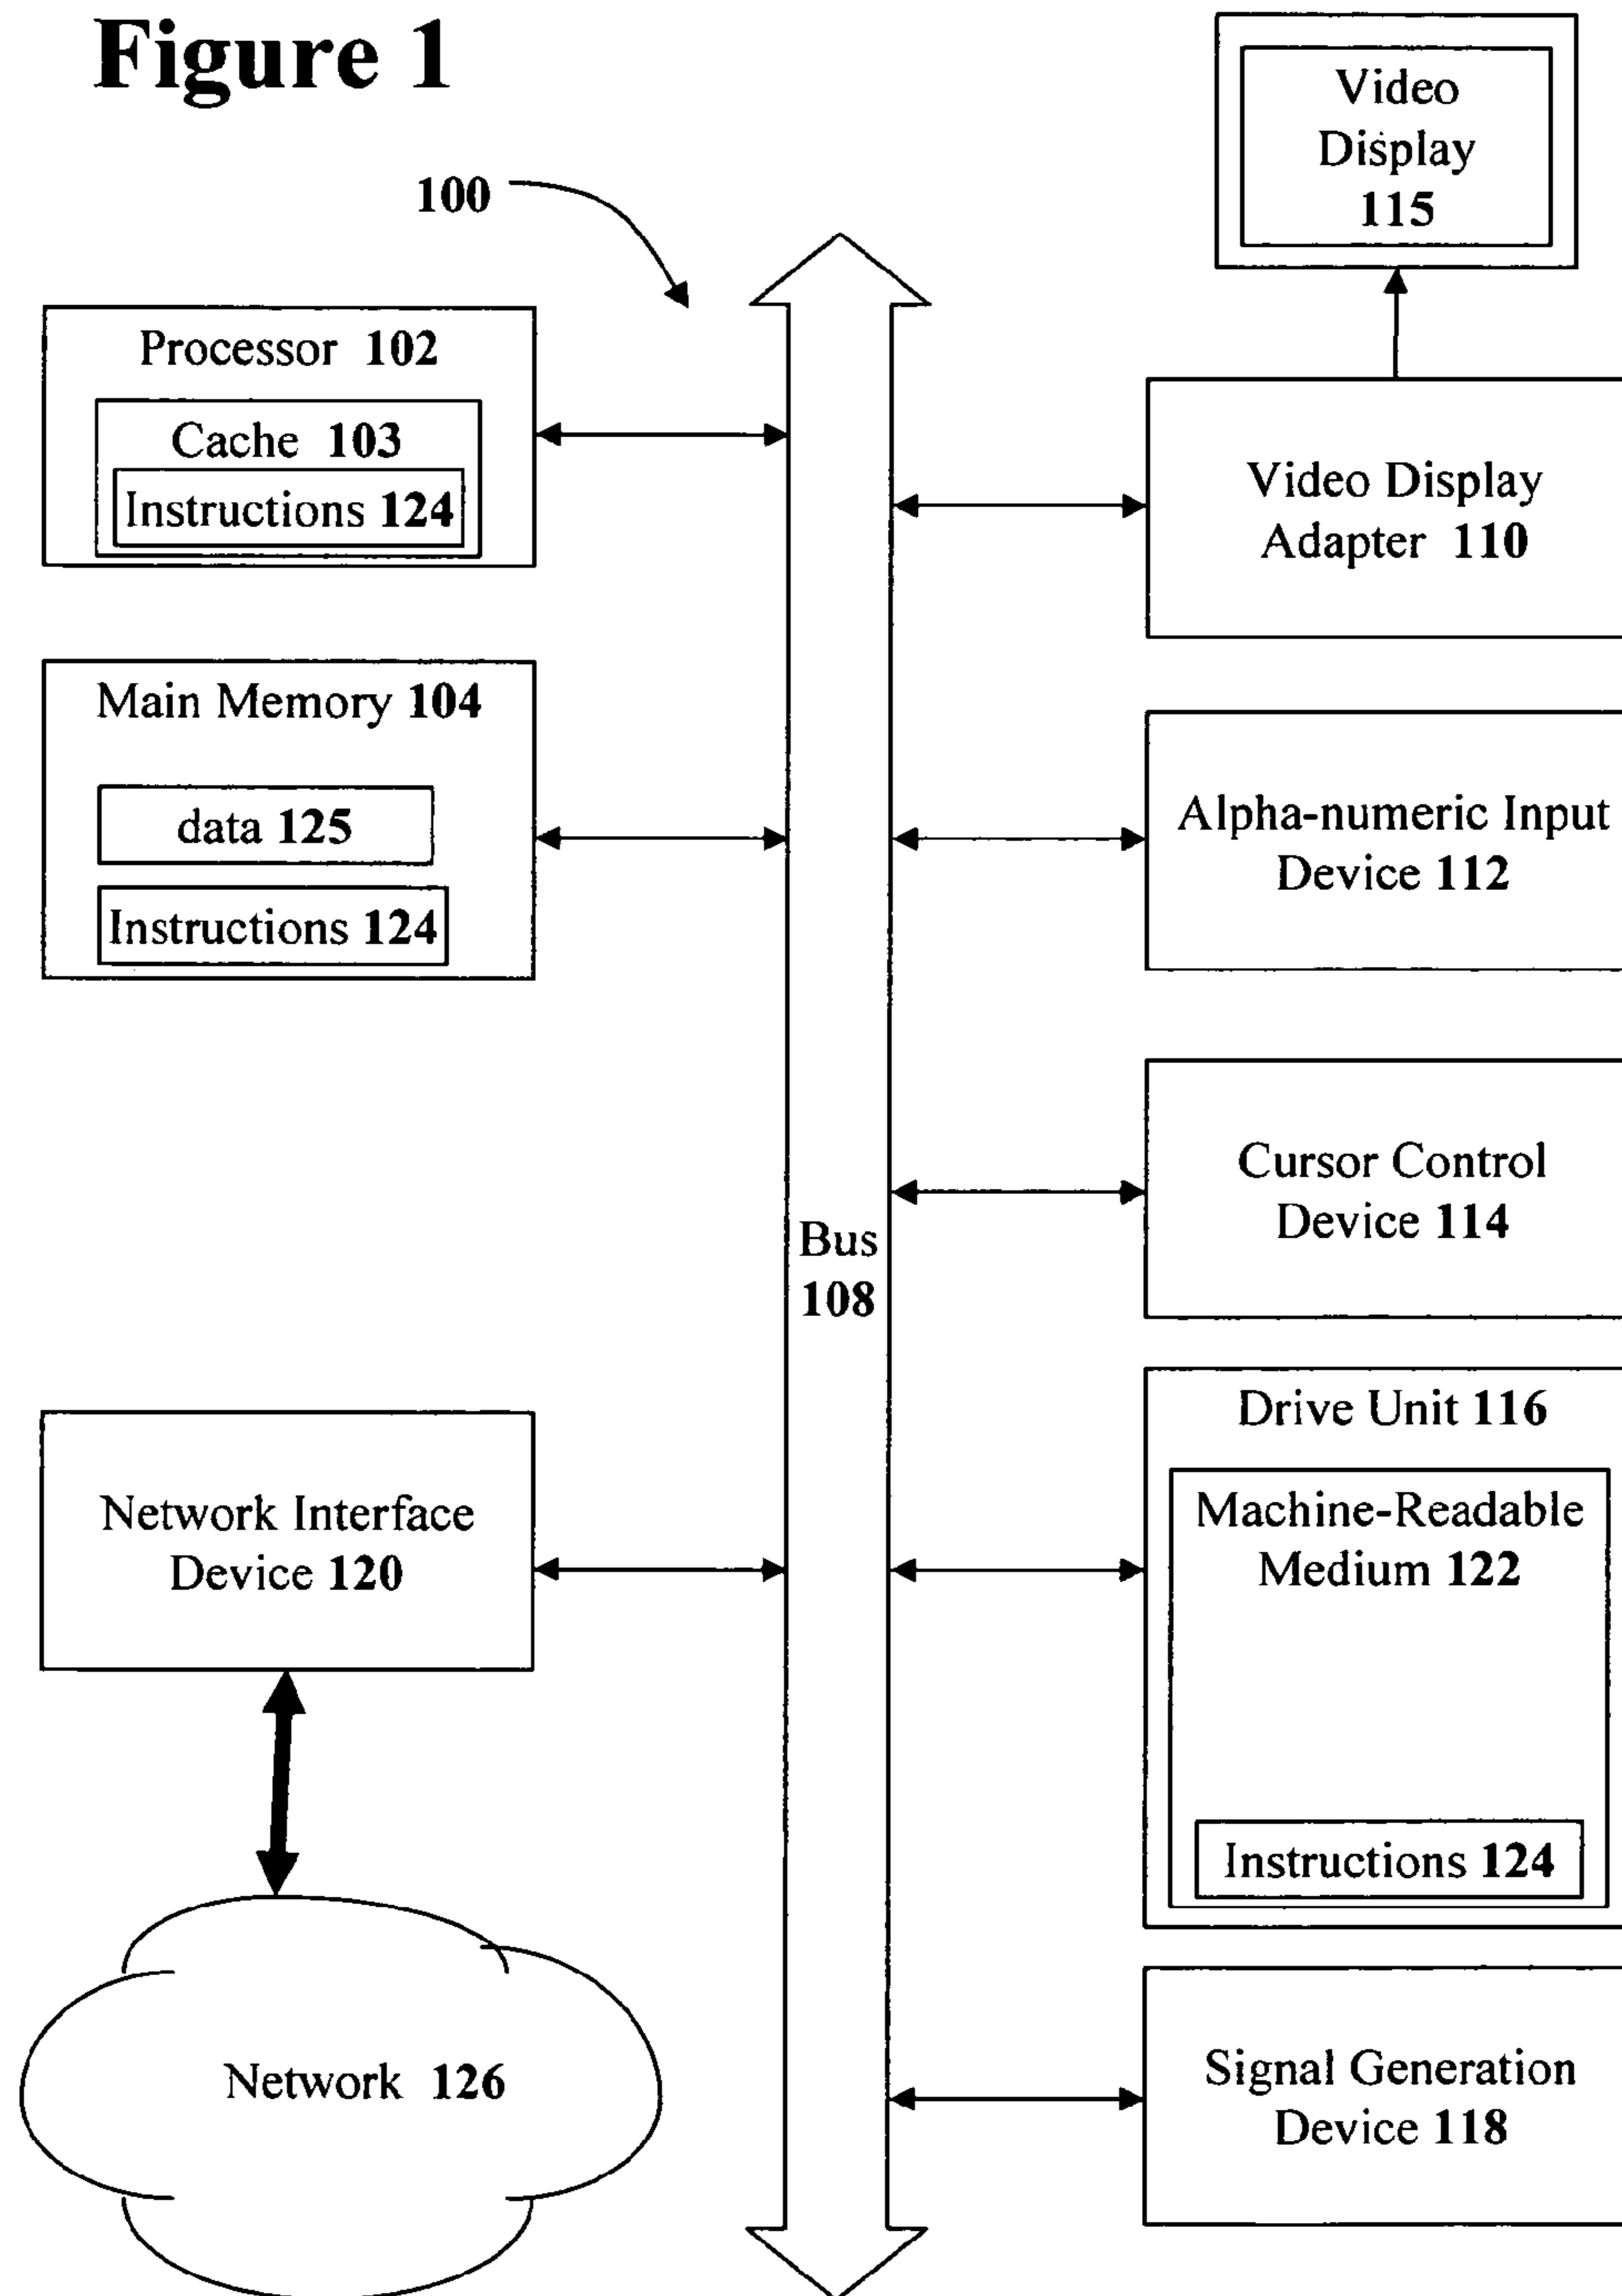 Figure 1
100
Video
Display
115
Processor 102
Cache 103
Instructions 124
Video Display
Adapter 110
Main Memory 104
data 125
Instructions 124
Alpha-numeric Input
Device 112
Cursor Control
Device 114
Bus
108
Drive Unit 116
Machine-Readable
Medium 122
Instructions 124
Network Interface
Device 120
Network 126
Signal Generation
Device 118